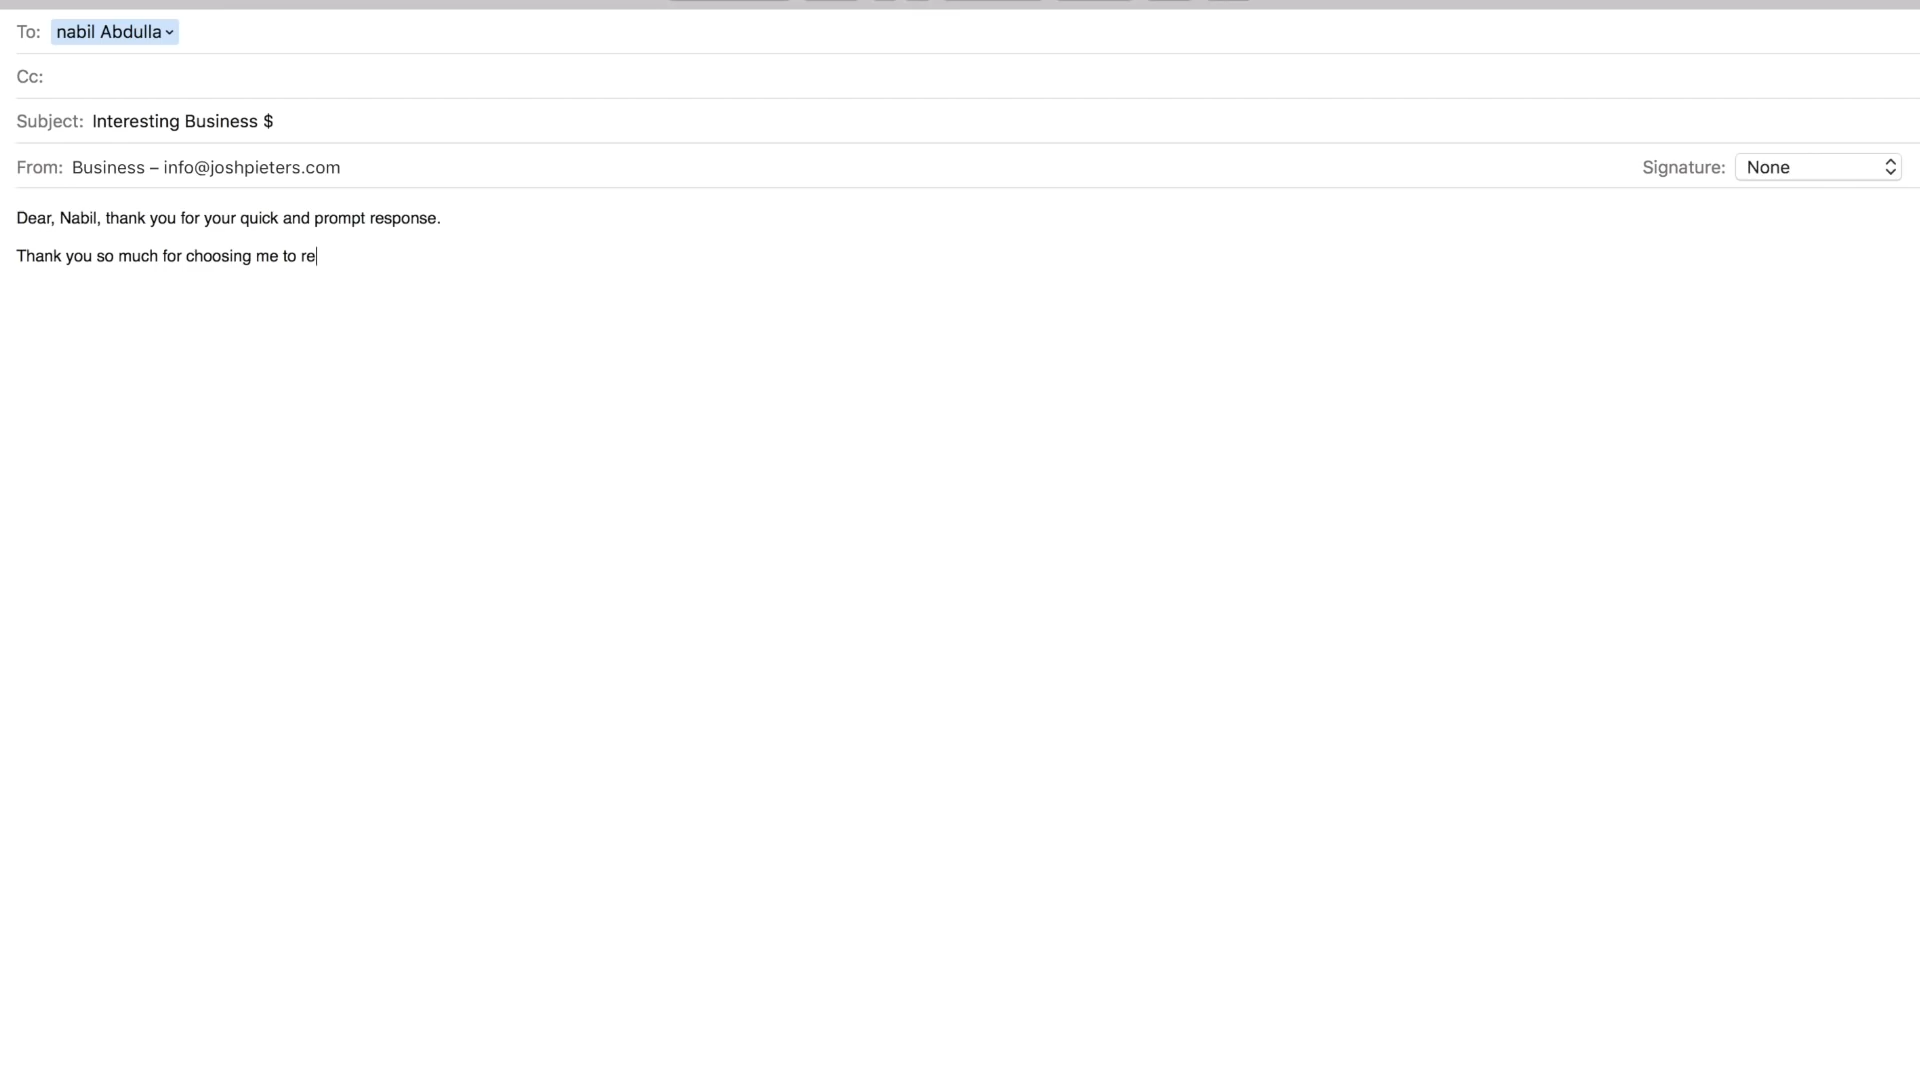 To: nabil Abdulla
Cc:
Subject: Interesting Business $
From: Business – info@joshpieters.com Signature: None
Dear, Nabil, thank you for your quick and prompt response.
Thank you so much for choosing me to re